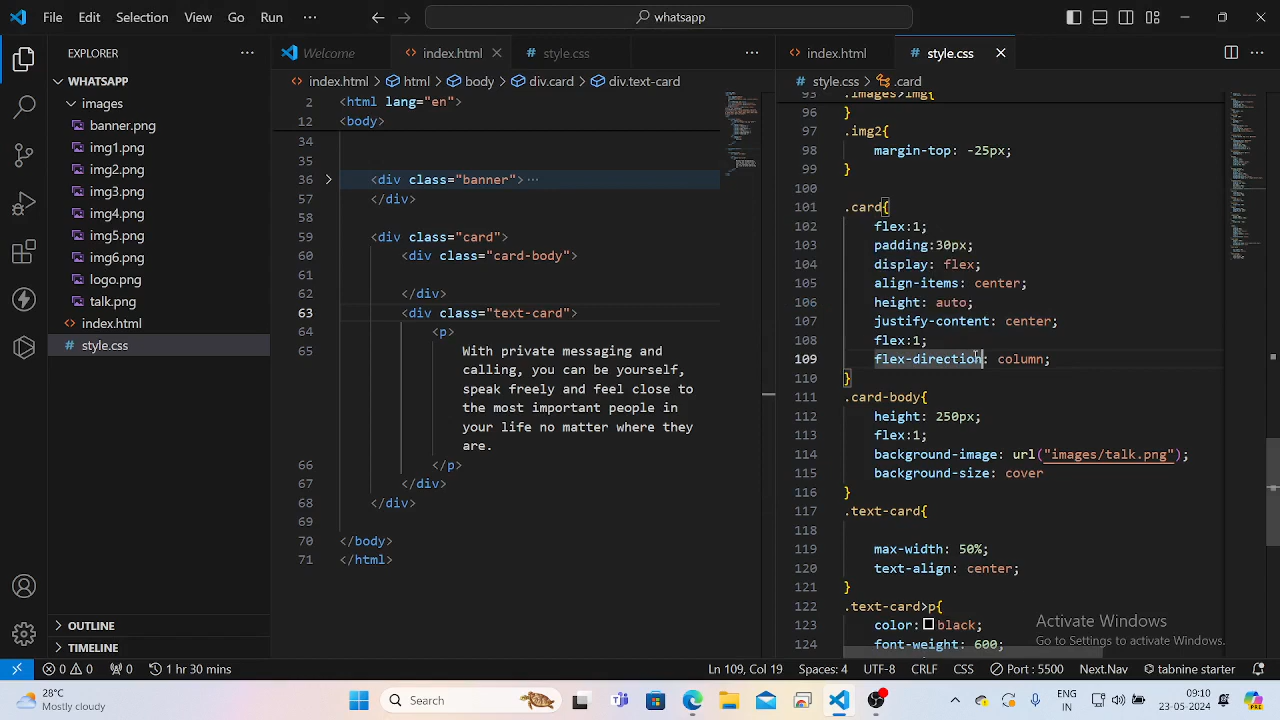 File Edit Selection View Go Run ··· whatsapp
EXPLORER ···
WHATSAPP
images
banner.png
img1.png
img2.png
img3.png
img4.png
img5.png
img6.png
logo.png
talk.png
index.html
style.css
OUTLINE
TIMELINE
Welcome index.html style.css ···
index.html > html > body > div.card > div.text-card
2 <html lang="en">
12 <body>
34
35
36 <div class="banner">···
57 </div>
58
59 <div class="card">
60 <div class="card-body">
61
62 </div>
63 <div class="text-card">
64 <p>
65 With private messaging and
calling, you can be yourself,
speak freely and feel close to
the most important people in
your life no matter where they
are.
66 </p>
67 </div>
68 </div>
69
70 </body>
71 </html>
index.html style.css ···
style.css > .card
95 .images>img{
96 }
97 .img2{
98 margin-top: -25px;
99 }
100
101 .card{
102 flex:1;
103 padding:30px;
104 display: flex;
105 align-items: center;
106 height: auto;
107 justify-content: center;
108 flex:1;
109 flex-direction: column;
110 }
111 .card-body{
112 height: 250px;
113 flex:1;
114 background-image: url("images/talk.png");
115 background-size: cover
116 }
117 .text-card{
118
119 max-width: 50%;
120 text-align: center;
121 }
122 .text-card>p{
123 color: black;
124 font-weight: 600;
Activate Windows
Go to Settings to activate Windows.
0 0 0 1 hr 30 mins Ln 109, Col 19 Spaces: 4 UTF-8 CRLF CSS Port : 5500 Next.Nav tabnine starter
28°C
Mostly cloudy
Search
ENG
IN
09:10
23-05-2024
PRE